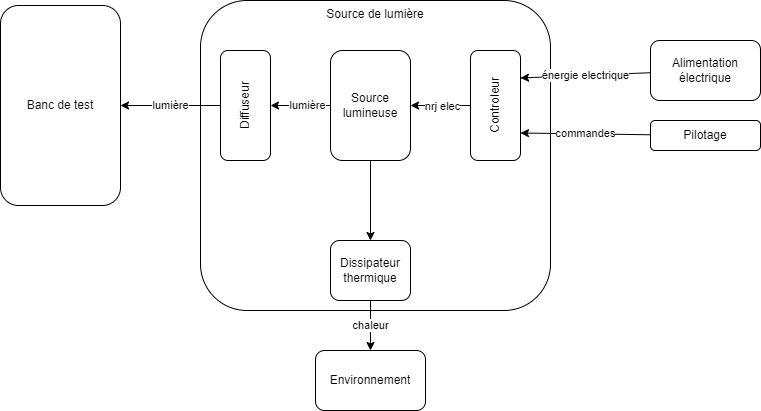 Source de lumière
Banc de test
lumière
Diffuseur
lumière
Source
lumineuse
nrj elec
Controleur
énergie electrique
Alimentation
électrique
commandes
Pilotage
Dissipateur
thermique
chaleur
Environnement